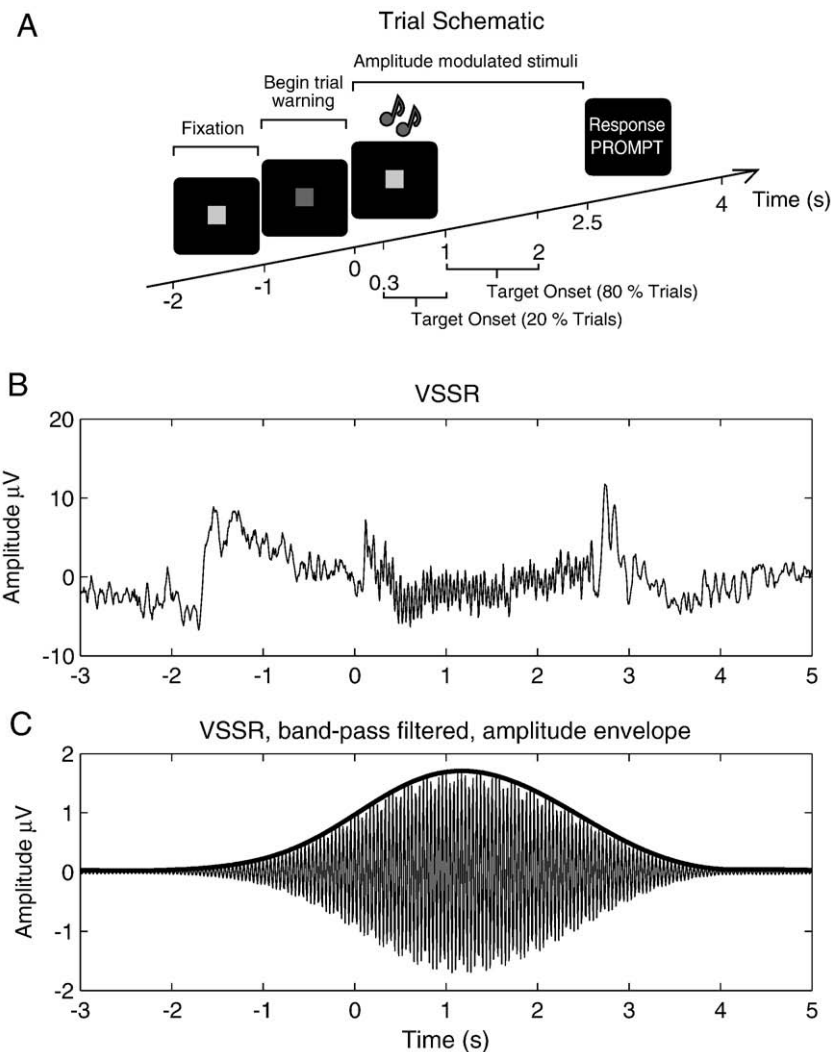 A
Trial Schematic
Amplitude modulated stimuli
Begin trial
warning
Fixation
Response
PROMPT
Time (s)
-2
-1
0
0.3
1
2
2.5
4
Target Onset (80 % Trials)
Target Onset (20 % Trials)
B
VSSR
Amplitude µV
20
10
0
-10
-3 -2 -1 0 1 2 3 4 5
C
VSSR, band-pass filtered, amplitude envelope
Amplitude µV
2
1
0
-1
-2
-3 -2 -1 0 1 2 3 4 5
Time (s)